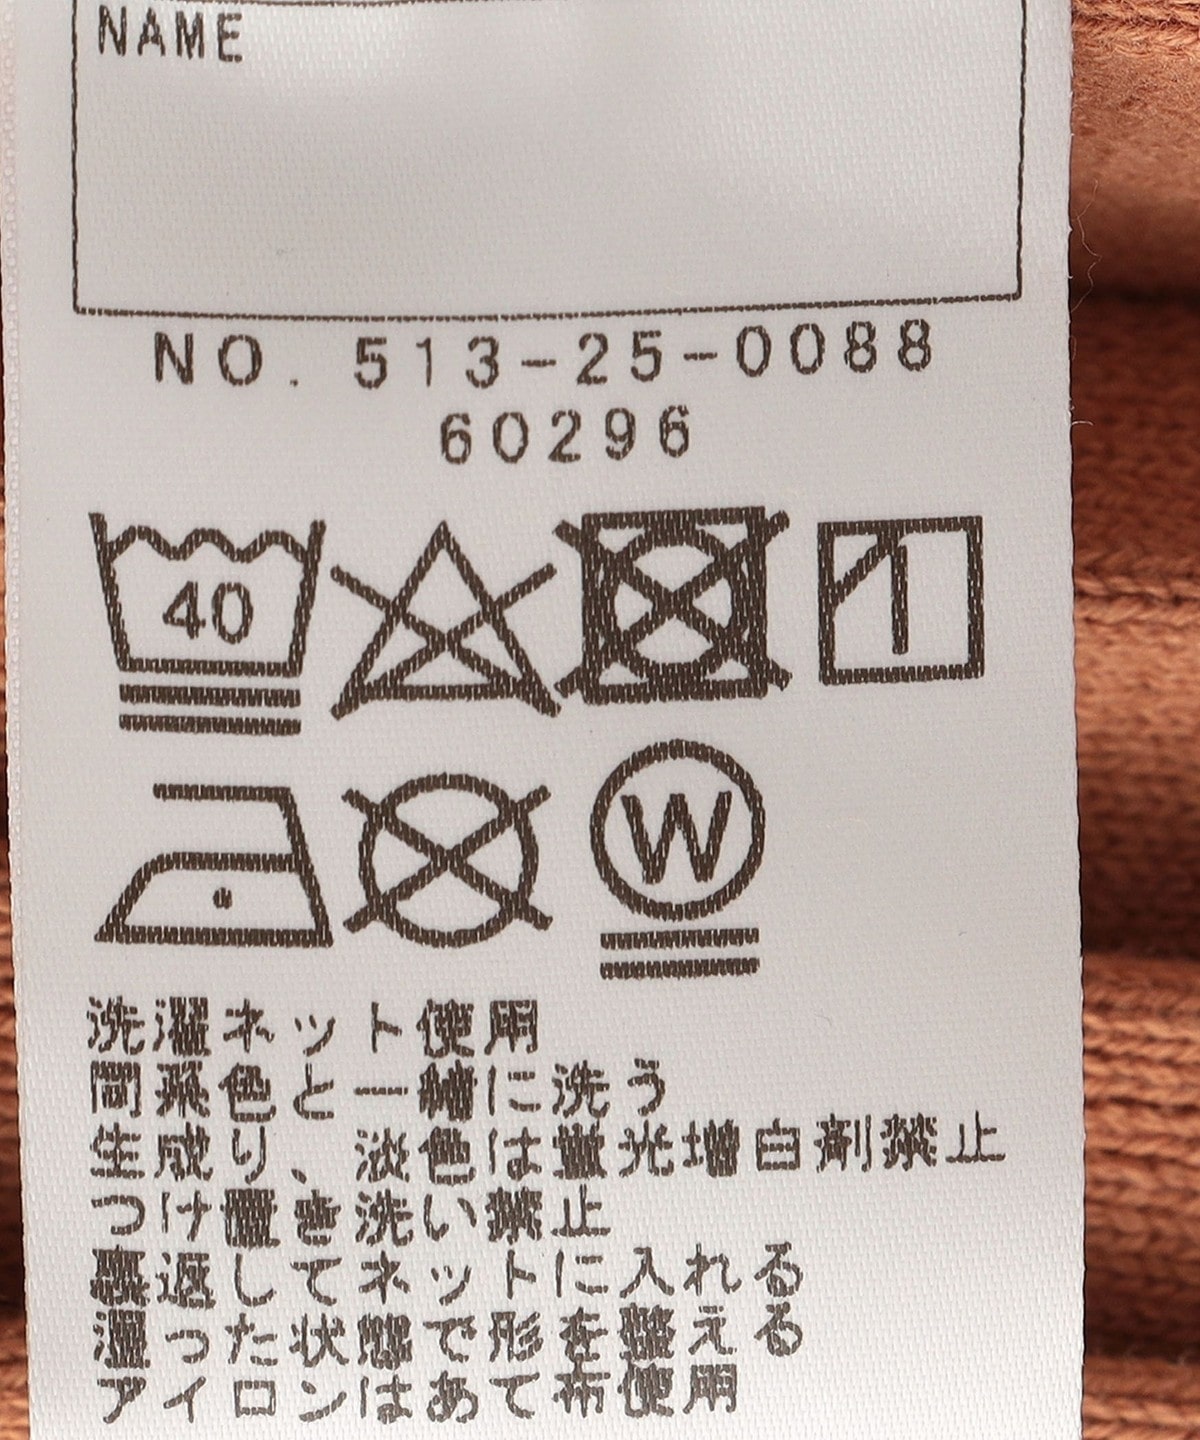 NAME
NO. 513-25-0088
60296
40
W
洗濯ネット使用
同系色と一緒に洗う
生成り、淡色は蛍光増白剤禁止
つけ置き洗い禁止
裏返してネットに入れる
湿った状態で形を整える
アイロンはあて布使用